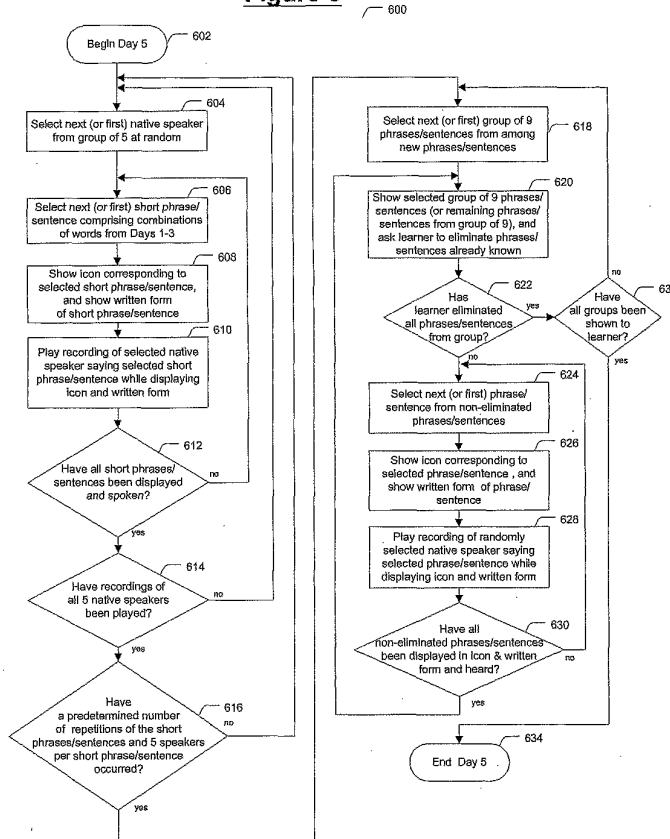 Figure
600
Begin Day 5
602
604
Select next (or first) native speaker
from group of 5 at random
606
Select next (or first) short phrase/
sentence comprising combinations
of words from Days 1-3
608
Show icon corresponding to
selected short phrase/sentence,
and show written form
of short phrase/sentence
610
Play recording of selected native
speaker saying selected short
phrase/sentence while displaying
icon and written form
612
Have all short phrases/
sentences been displayed
and spoken?
no
yes
614
Have recordings of
all 5 native speakers
been played?
no
yes
616
no
Have
a predetermined number
of repetitions of the short
phrases/sentences and 5 speakers
per short phrase/sentence
occurred?
yes
Select next (or first) group of 9
phrases/sentences from among
new phrases/sentences
618
620
Show selected group of 9 phrases/
sentences (or remaining phrases/
sentences from group of 9), and
ask learner to eliminate phrases/
sentences already known
622
Has
learner eliminated
all phrases/sentences
from group?
yes
no
no
63
Have
all groups been
shown to
learner?
yes
624
Select next (or first) phrase/
sentence from non-eliminated
phrases/sentences
626
Show icon corresponding to
selected phrase/sentence , and
show written form of phrase/
sentence
628
Play recording of randomly
selected native speaker saying
selected phrase/sentence while
displaying icon and written form
630
Have all
non-eliminated phrases/sentences
been displayed in icon & written
form and heard?
no
yes
634
End Day 5